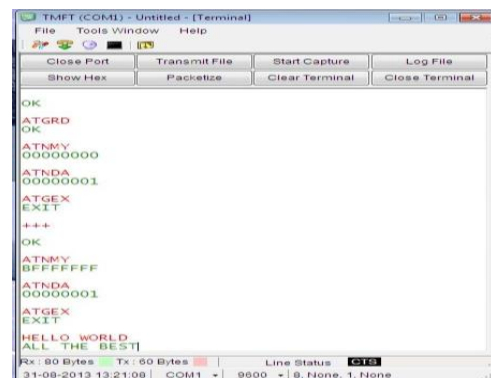 TMFT (COM1) - Untitled - [Terminal]
File Tools Window Help
Close Port Transmit File Start Capture Log File
Show Hex Packetize Clear Terminal Close Terminal
OK
ATGRD
OK
ATNMY
00000000
ATNDA
00000001
ATGEX
EXIT
+++
OK
ATNMY
BFFFFFFF
ATNDA
00000001
ATGEX
EXIT
HELLO WORLD
ALL THE BEST
Rx : 80 Bytes Tx : 60 Bytes Line Status CTS
31-08-2013 13:21:08 COM1 9600 8, None, 1, None